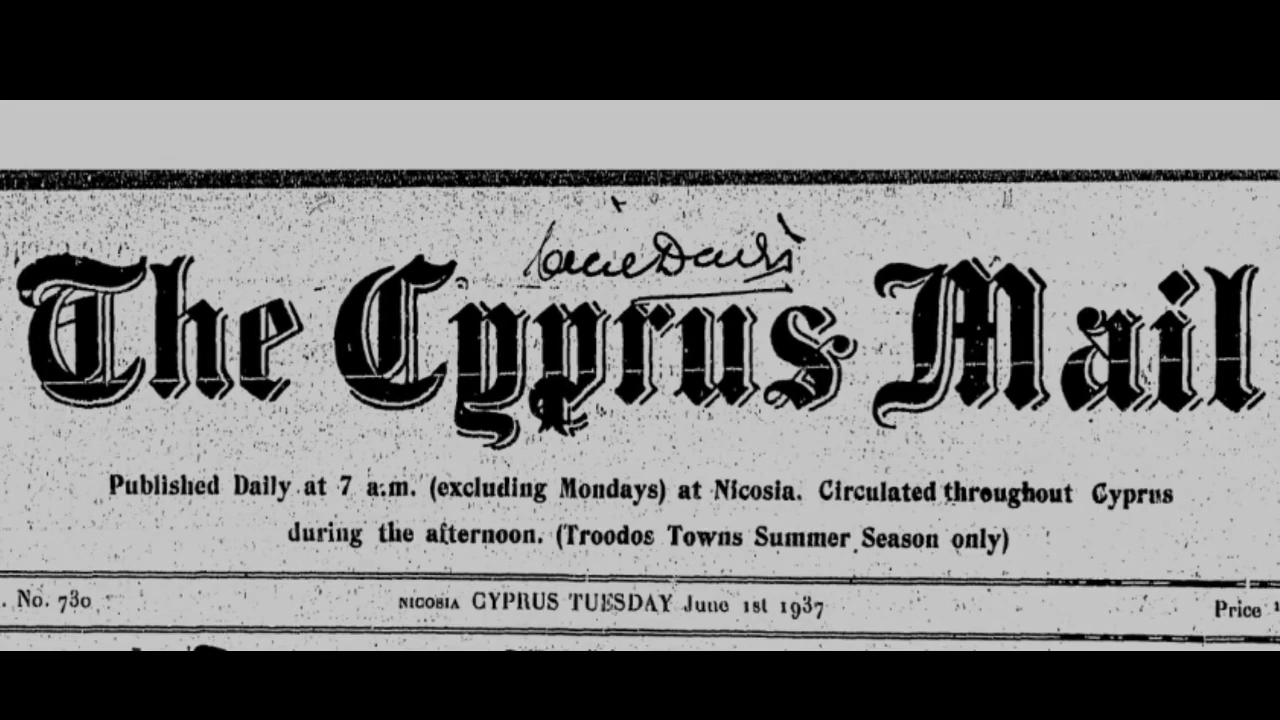 The Cyprus Mail
Published Daily at 7 a.m. (excluding Mondays) at Nicosia. Circulated throughout Cyprus
during the afternoon. (Troodos Towns Summer Season only)
. No. 730 NICOSIA CYPRUS TUESDAY June 1st 1937 Price